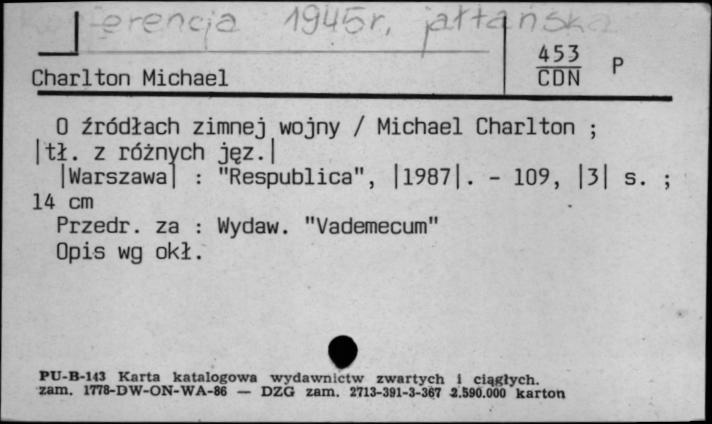 Konferencja 1945r. jałtańska
453
CDN P
Charlton Michael
O źródłach zimnej wojny / Michael Charlton ;
|tł. z różnych jęz.|
|Warszawa| : "Respublica", |1987|. - 109, |3| s. ;
14 cm
Przedr. za : Wydaw. "Vademecum"
Opis wg okł.
PU-B-143 Karta katalogowa wydawnictw zwartych i ciągłych.
zam. 1778-DW-ON-WA-86 — DZG zam. 2713-391-3-367 2.590.000 karton